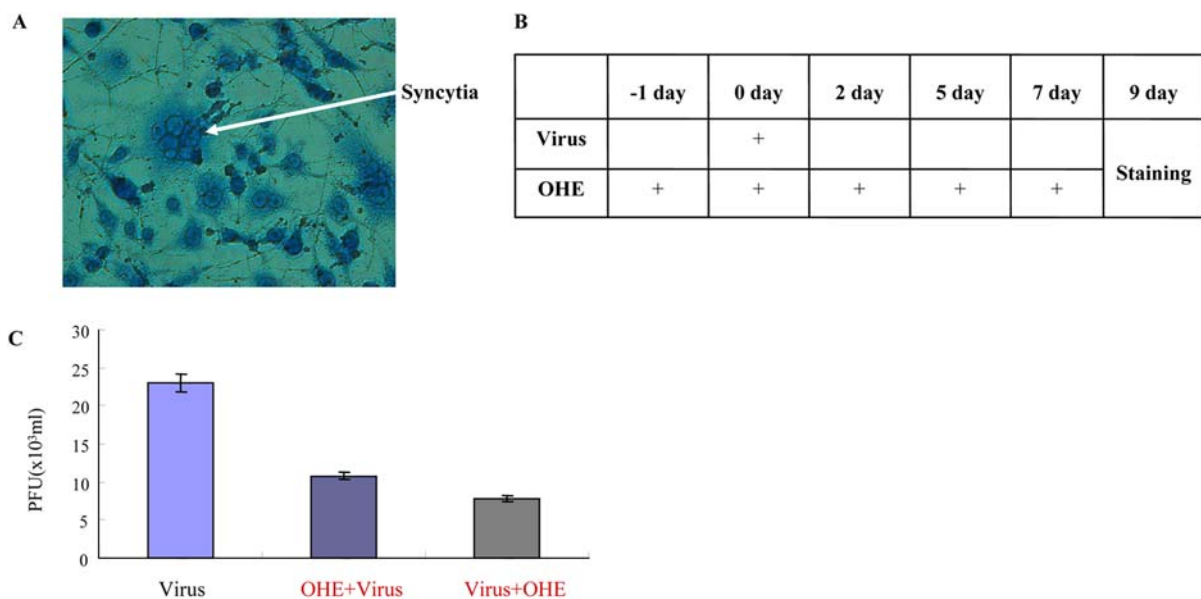 A
Syncytia
B
-1 day 0 day 2 day 5 day 7 day 9 day
Virus +
OHE + + + + +
Staining
C
PFU(x10³ml)
30
25
20
15
10
5
0
Virus OHE+Virus Virus+OHE